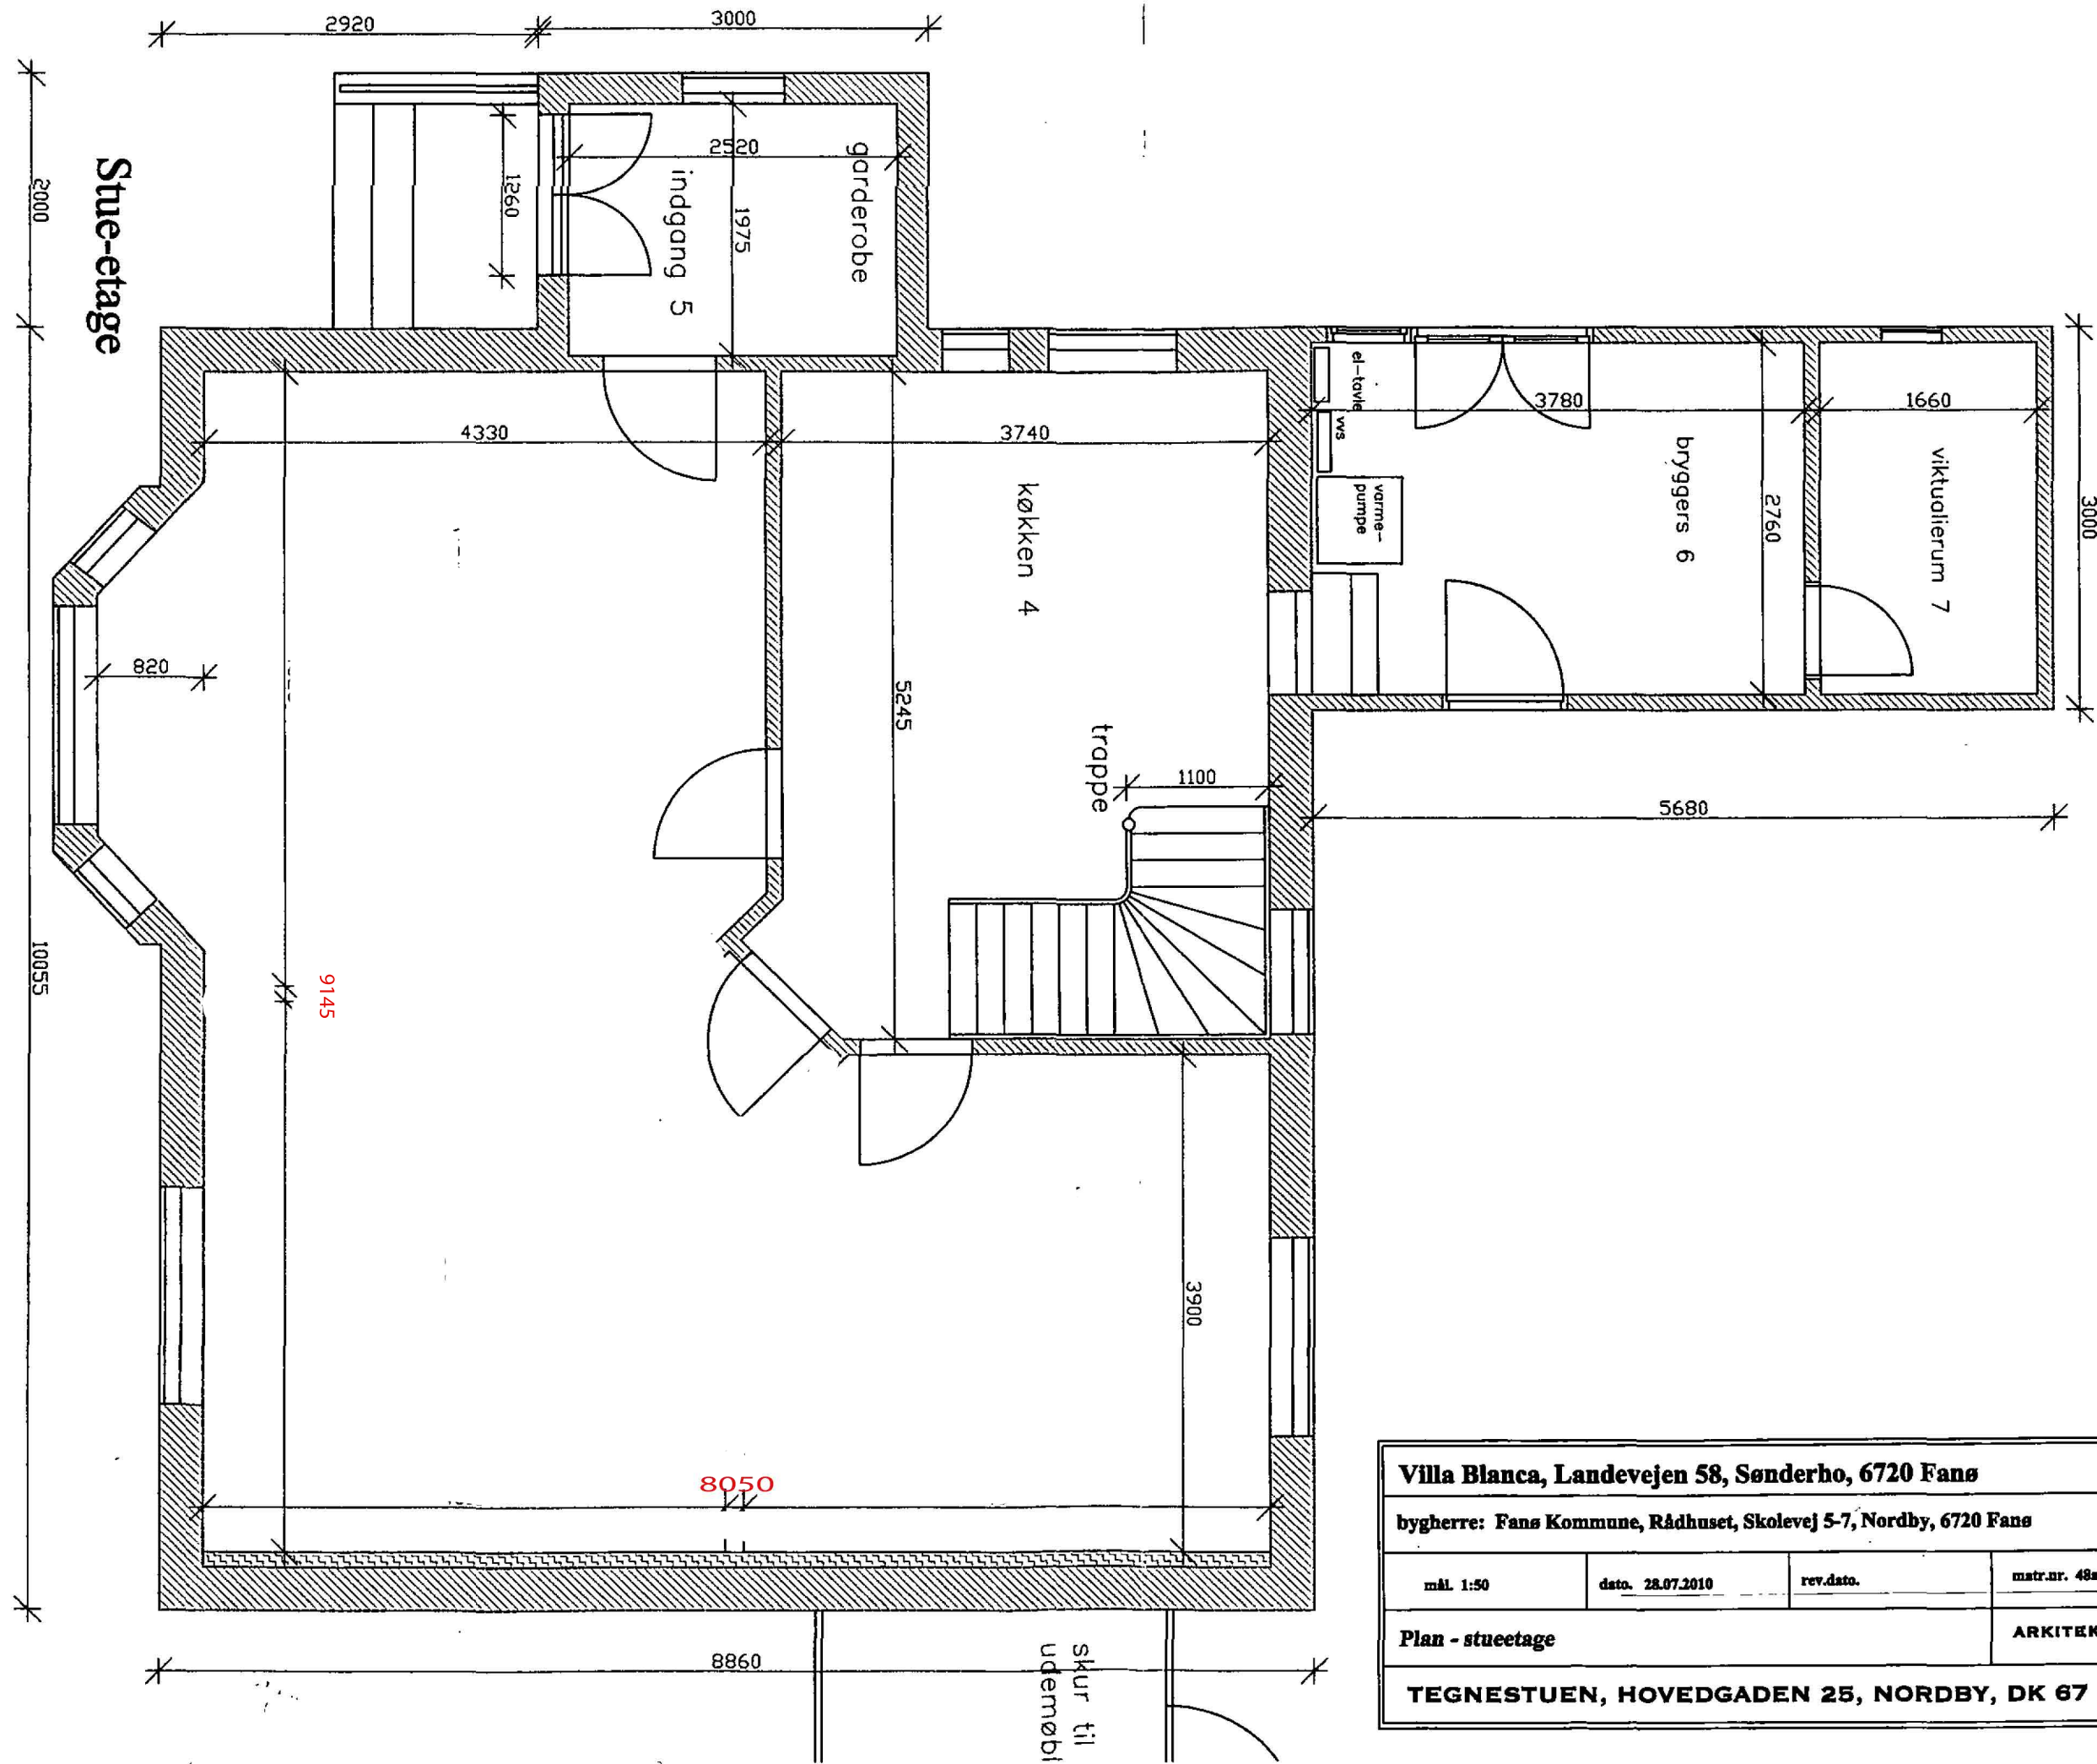 2920
3000
2000
Stue-etage
1260
2520
indgang 5
1975
garderobe
4330
3740
køkken 4
5245
trappe
1100
el-tavle
vvs
varme-
pumpe
3780
bryggers 6
2760
1660
viktualierum 7
3000
5680
820
10055
9145
3900
8050
8860
skur til
Villa Blanca, Landevejen 58, Sønderho, 6720 Fanø
bygherre: Fanø Kommune, Rådhuset, Skolevej 5-7, Nordby, 6720 Fanø
mål. 1:50
dato. 28.07.2010
rev.dato.
matr.nr. 48a
Plan - stueetage
TEGNESTUEN, HOVEDGADEN 25, NORDBY, DK 67